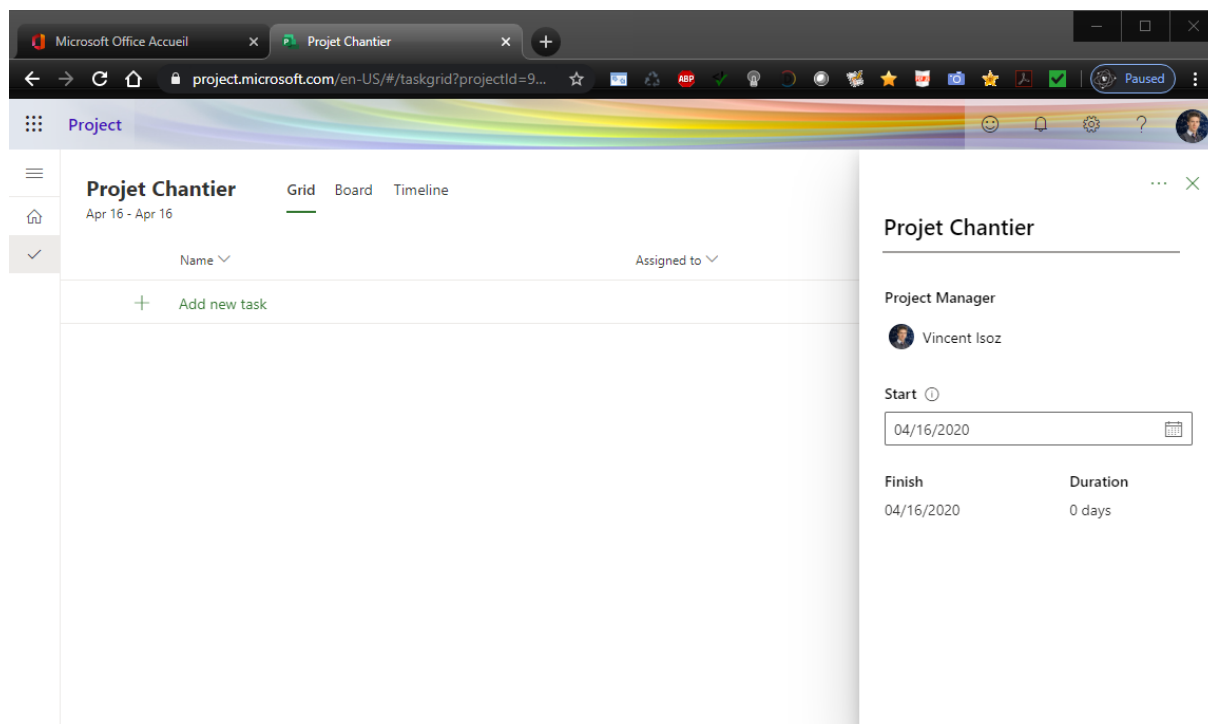 Microsoft Office Accueil
Projet Chantier
project.microsoft.com/en-US/#/taskgrid?projectId=9...
ABP
Paused
Project
?
Projet Chantier
Grid Board Timeline
Apr 16 - Apr 16
Name
Assigned to
Add new task
Projet Chantier
Project Manager
Vincent Isoz
Start
04/16/2020
Finish Duration
04/16/2020 0 days